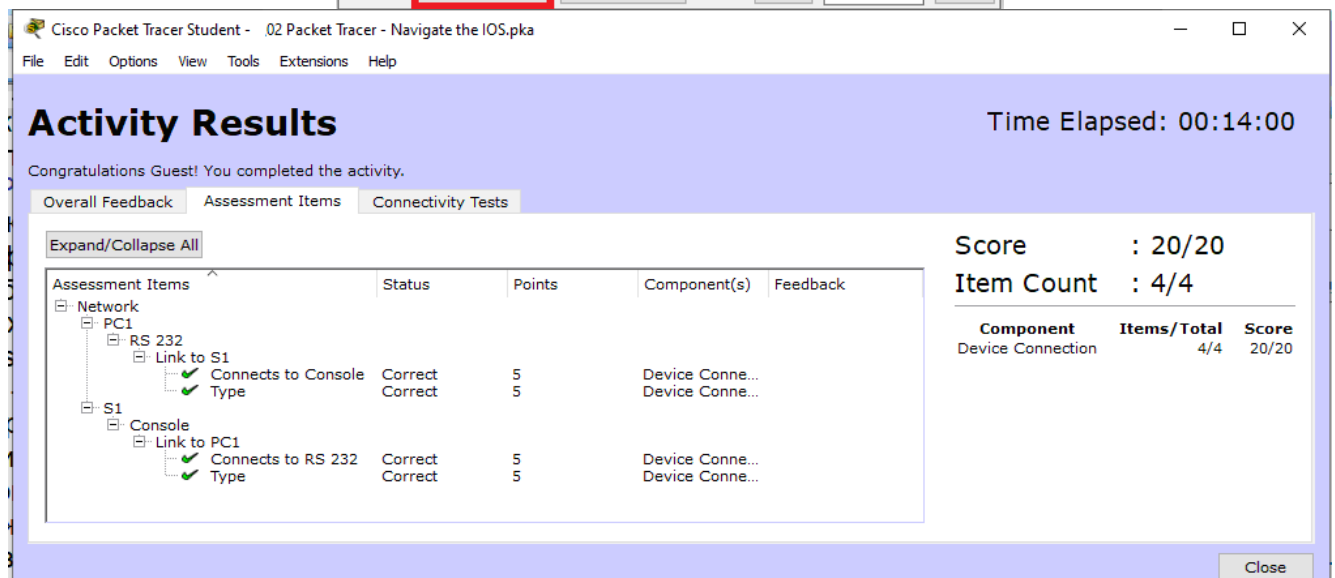 Cisco Packet Tracer Student - .02 Packet Tracer - Navigate the IOS.pka
File Edit Options View Tools Extensions Help
Activity Results
Time Elapsed: 00:14:00
Congratulations Guest! You completed the activity.
Overall Feedback Assessment Items Connectivity Tests
Expand/Collapse All
Assessment Items Status Points Component(s) Feedback
Network
PC1
RS 232
Link to S1
Connects to Console Correct 5 Device Conne...
Type Correct 5 Device Conne...
S1
Console
Link to PC1
Connects to RS 232 Correct 5 Device Conne...
Type Correct 5 Device Conne...
Score : 20/20
Item Count : 4/4
Component Items/Total Score
Device Connection 4/4 20/20
Close